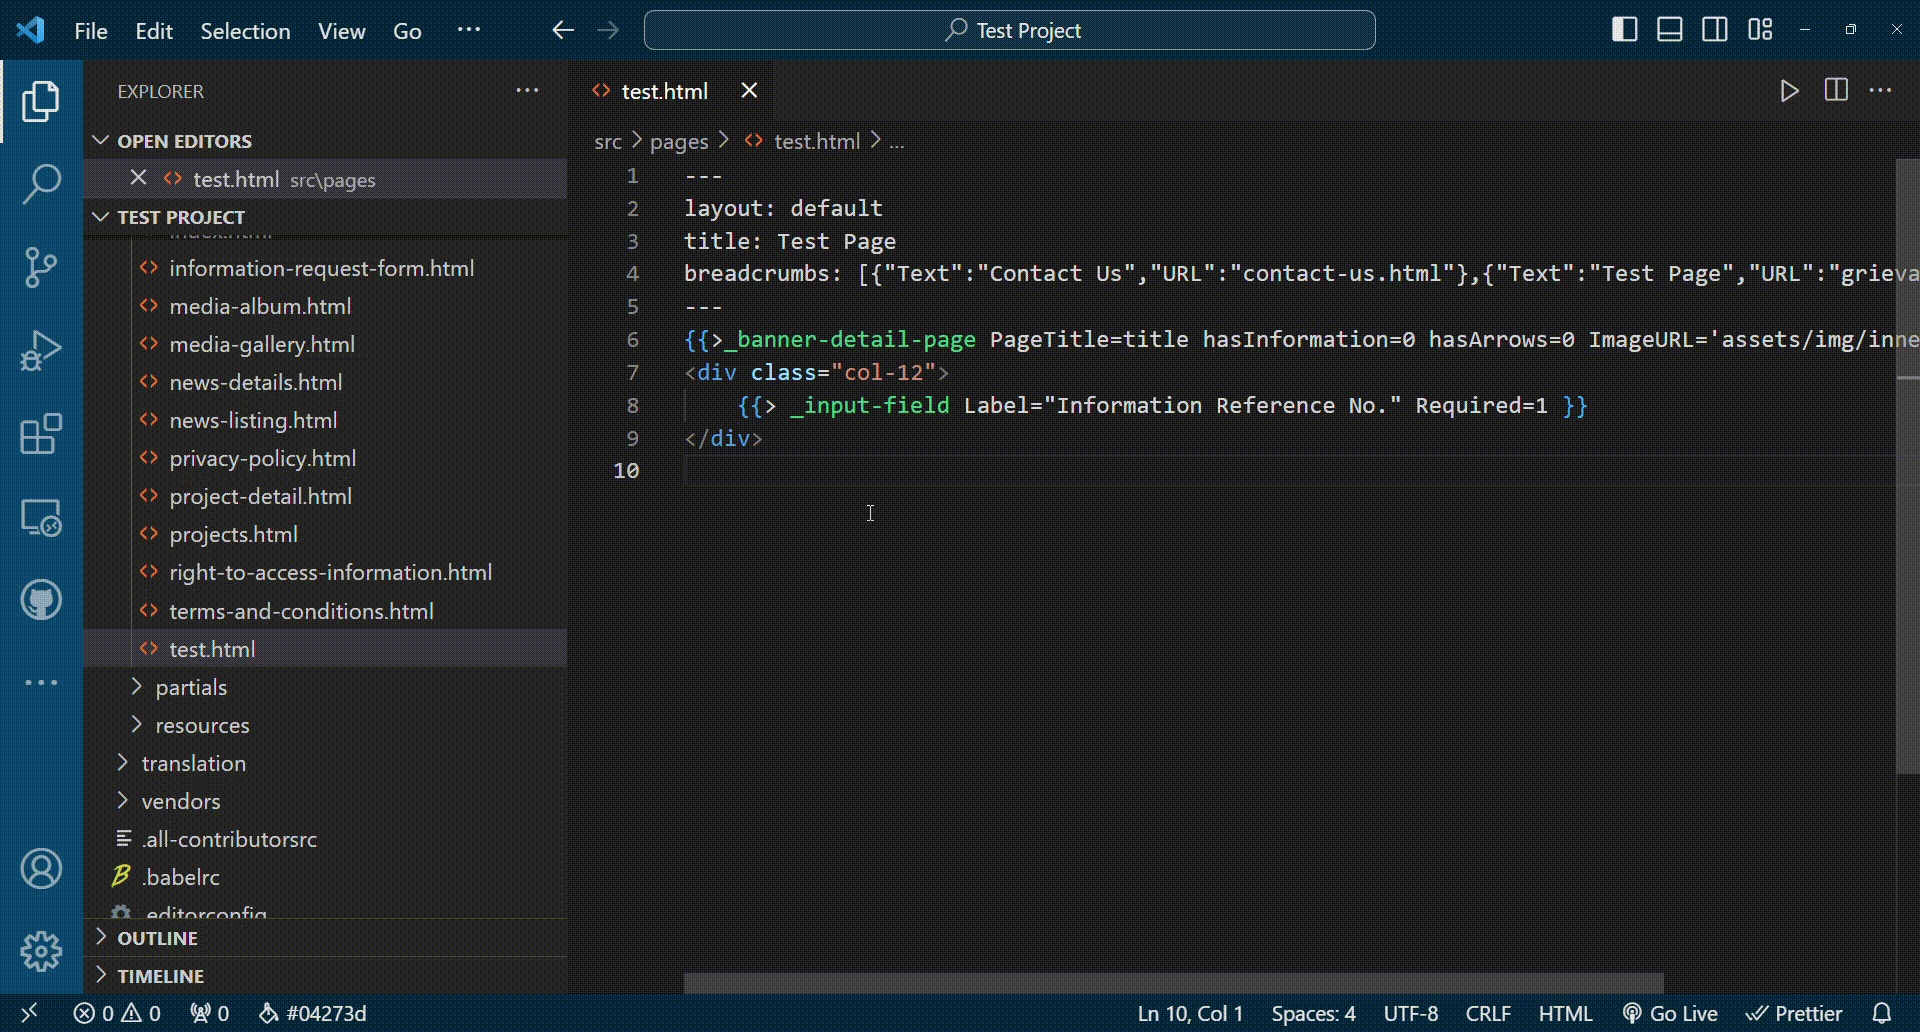 File Edit Selection View Go ...
Test Project
EXPLORER
OPEN EDITORS
test.html src\pages
TEST PROJECT
index.html
information-request-form.html
media-album.html
media-gallery.html
news-details.html
news-listing.html
privacy-policy.html
project-detail.html
projects.html
right-to-access-information.html
terms-and-conditions.html
test.html
partials
resources
translation
vendors
.all-contributorsrc
.babelrc
.editorconfig
OUTLINE
TIMELINE
test.html
src > pages > test.html > ...
1 ---
2 layout: default
3 title: Test Page
4 breadcrumbs: [{"Text":"Contact Us","URL":"contact-us.html"},{"Text":"Test Page","URL":"grieva
5 ---
6 {{>_banner-detail-page PageTitle=title hasInformation=0 hasArrows=0 ImageURL='assets/img/inne
7 <div class="col-12">
8 {{> _input-field Label="Information Reference No." Required=1 }}
9 </div>
10
0 0 0 #04273d Ln 10, Col 1 Spaces: 4 UTF-8 CRLF HTML Go Live Prettier